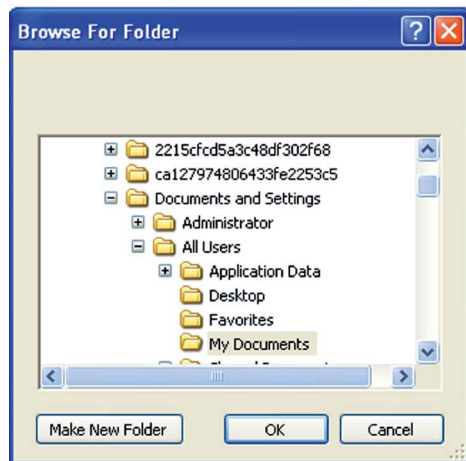 Browse For Folder
2215cfcd5a3c48df302f68
ca127974806433fe2253c5
Documents and Settings
Administrator
All Users
Application Data
Desktop
Favorites
My Documents
Make New Folder
OK
Cancel